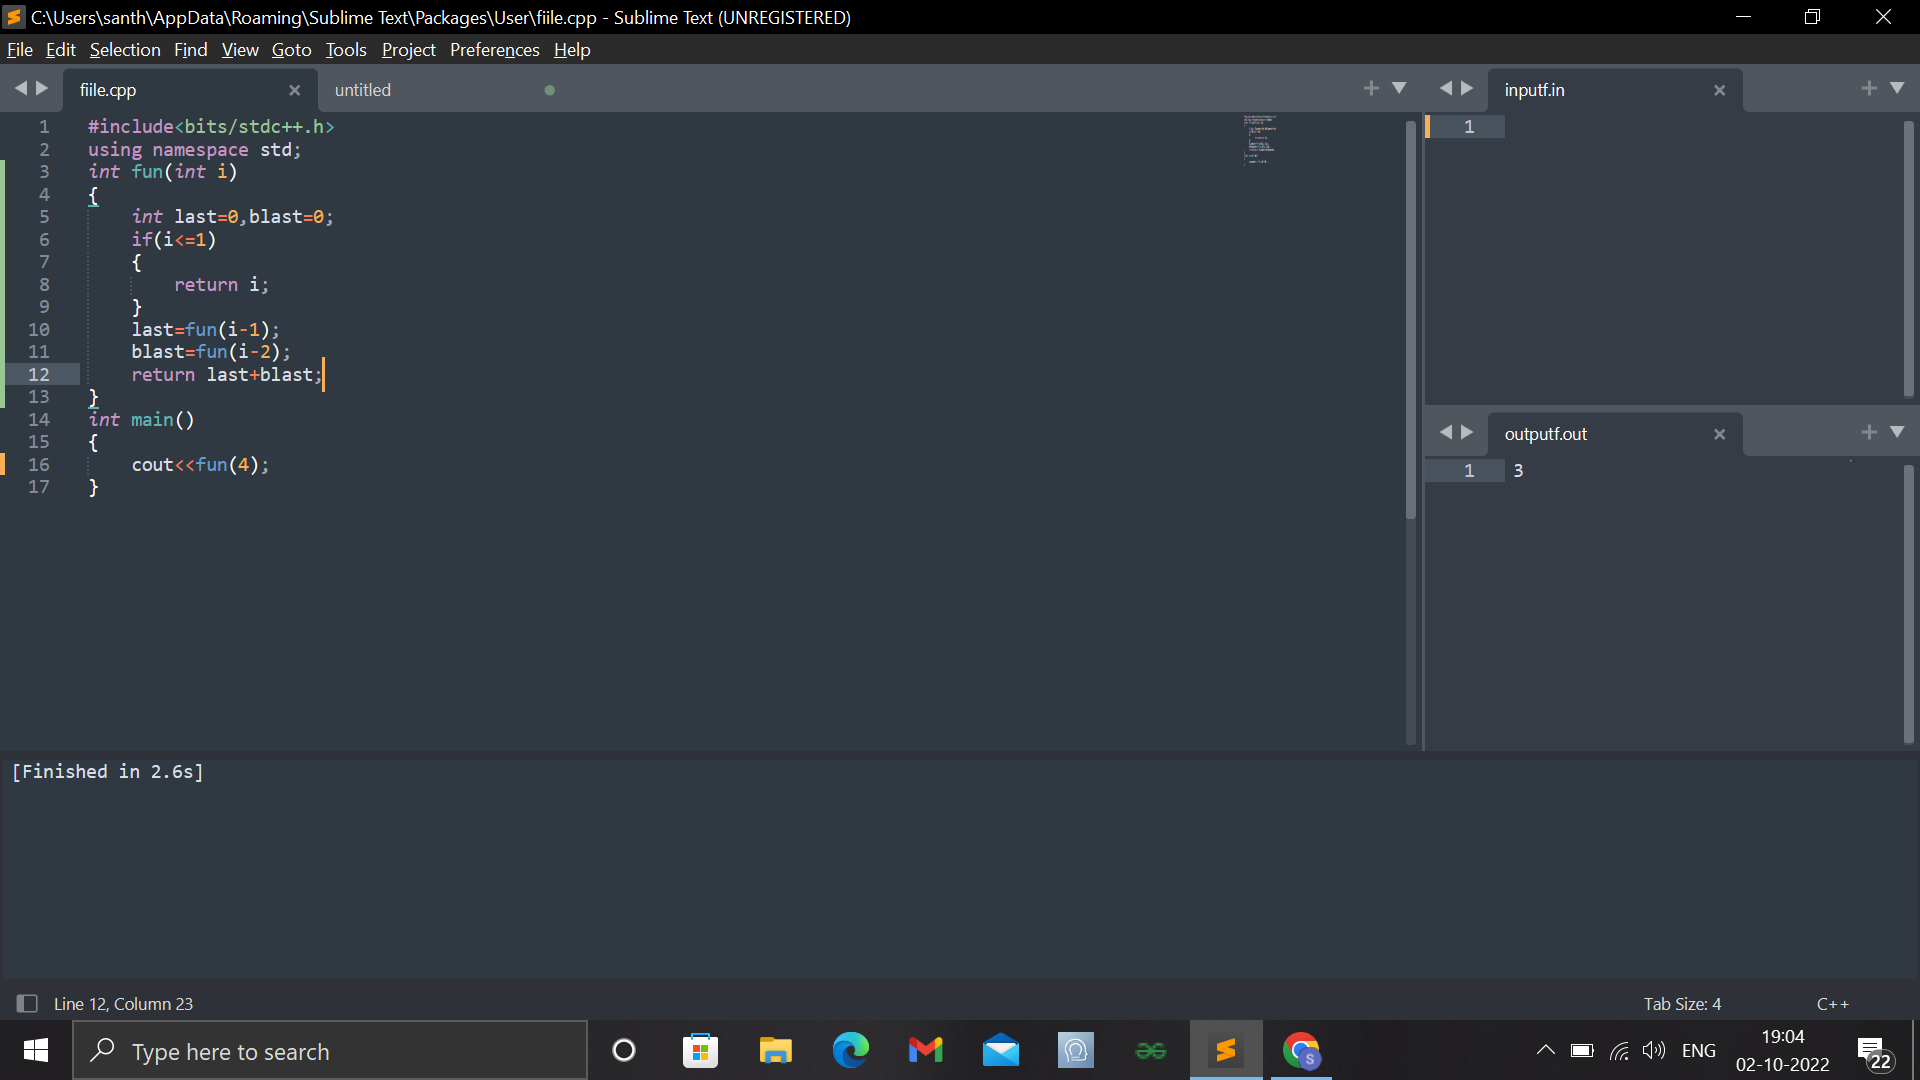 C:\Users\santh\AppData\Roaming\Sublime Text\Packages\User\fiile.cpp - Sublime Text (UNREGISTERED)
File Edit Selection Find View Goto Tools Project Preferences Help
fiile.cpp untitled
1 #include<bits/stdc++.h>
2 using namespace std;
3 int fun(int i)
4 {
5 int last=0,blast=0;
6 if(i<=1)
7 {
8 return i;
9 }
10 last=fun(i-1);
11 blast=fun(i-2);
12 return last+blast;
13 }
14 int main()
15 {
16 cout<<fun(4);
17 }
inputf.in
1
outputf.out
1 3
[Finished in 2.6s]
Line 12, Column 23 Tab Size: 4 C++
Type here to search
S
ENG
19:04
02-10-2022
22